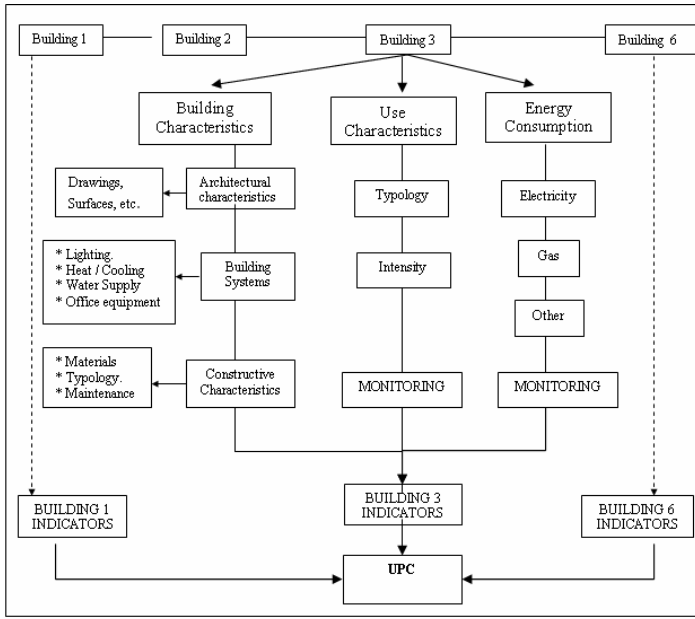 Building 1
Building 2
Building 3
Building 6
Building
Characteristics
Use
Characteristics
Energy
Consumption
Drawings,
Surfaces, etc.
Architectural
characteristics
Typology
Electricity
* Lighting.
* Heat / Cooling
* Water Supply
* Office equipment
Building
Systems
Intensity
Gas
Other
* Materials
* Typology.
* Maintenance
Constructive
Characteristics
MONITORING
MONITORING
BUILDING 1
INDICATORS
BUILDING 3
INDICATORS
BUILDING 6
INDICATORS
UPC